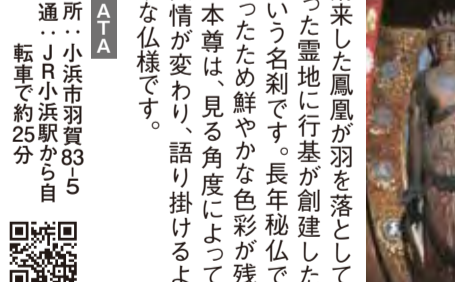 来した鳳凰が羽を落として
った霊地に行基が創建した
いう名刹です。長年秘仏で
ったため鮮やかな色彩が残
本尊は、見る角度によって
情が変わり、語り掛けるよ
な仏様です。
ATA
所：小浜市羽賀83-5
通：JR小浜駅から自
転車で約25分